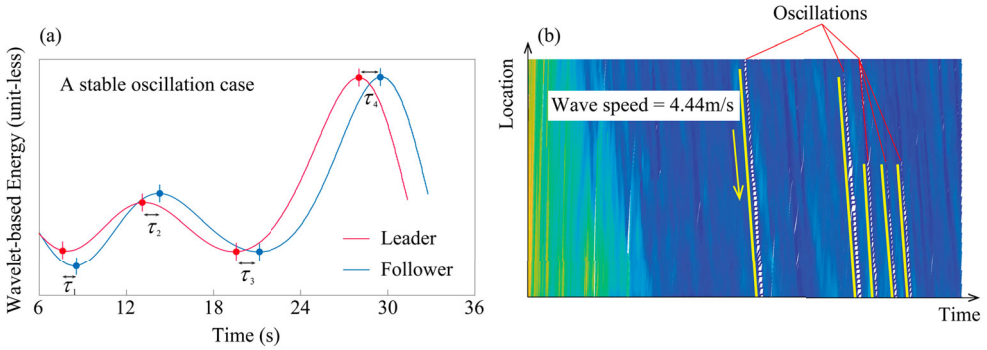 (a)
Wavelet-based Energy (unit-less)
A stable oscillation case
τ4
τ2
τ3
τ
Leader
Follower
6 12 18 24 30 36
Time (s)
(b)
Oscillations
Location
Wave speed = 4.44m/s
Time